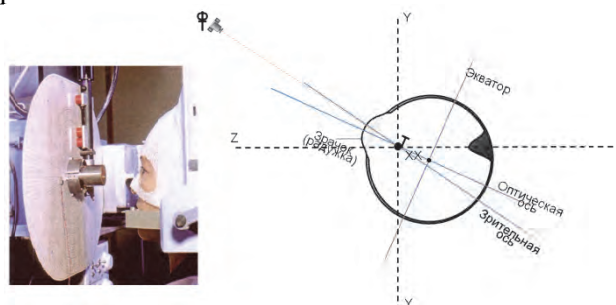 Ф
Y
Экватор
Z
Зрачок
(радужка)
T
XX
Оптическая
ось
Зрительная
ось
Y